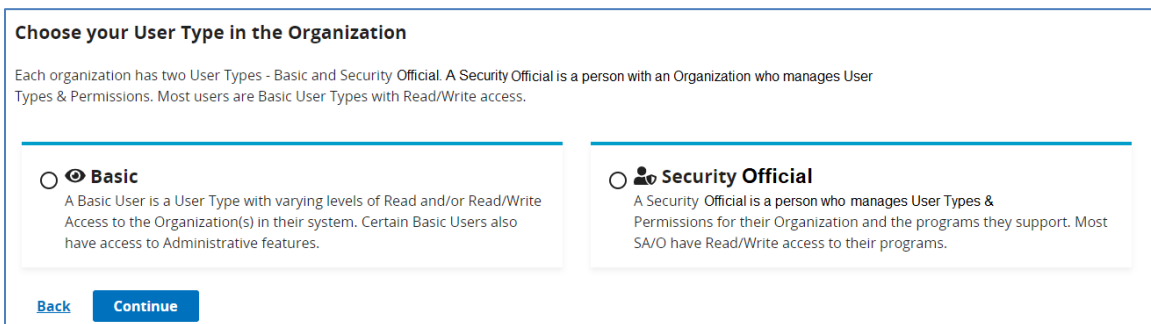 Choose your User Type in the Organization
Each organization has two User Types - Basic and Security Official. A Security Official is a person with an Organization who manages User
Types & Permissions. Most users are Basic User Types with Read/Write access.
Basic
A Basic User is a User Type with varying levels of Read and/or Read/Write
Access to the Organization(s) in their system. Certain Basic Users also
have access to Administrative features.
Security Official
A Security Official is a person who manages User Types &
Permissions for their Organization and the programs they support. Most
SA/O have Read/Write access to their programs.
Back
Continue